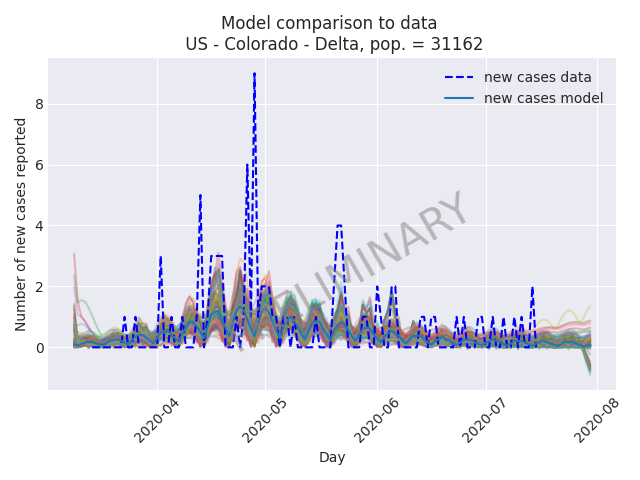 Model comparison to data
US - Colorado - Delta, pop. = 31162
new cases data
new cases model
Number of new cases reported
8
6
4
2
0
2020-04
2020-05
2020-06
2020-07
2020-08
Day